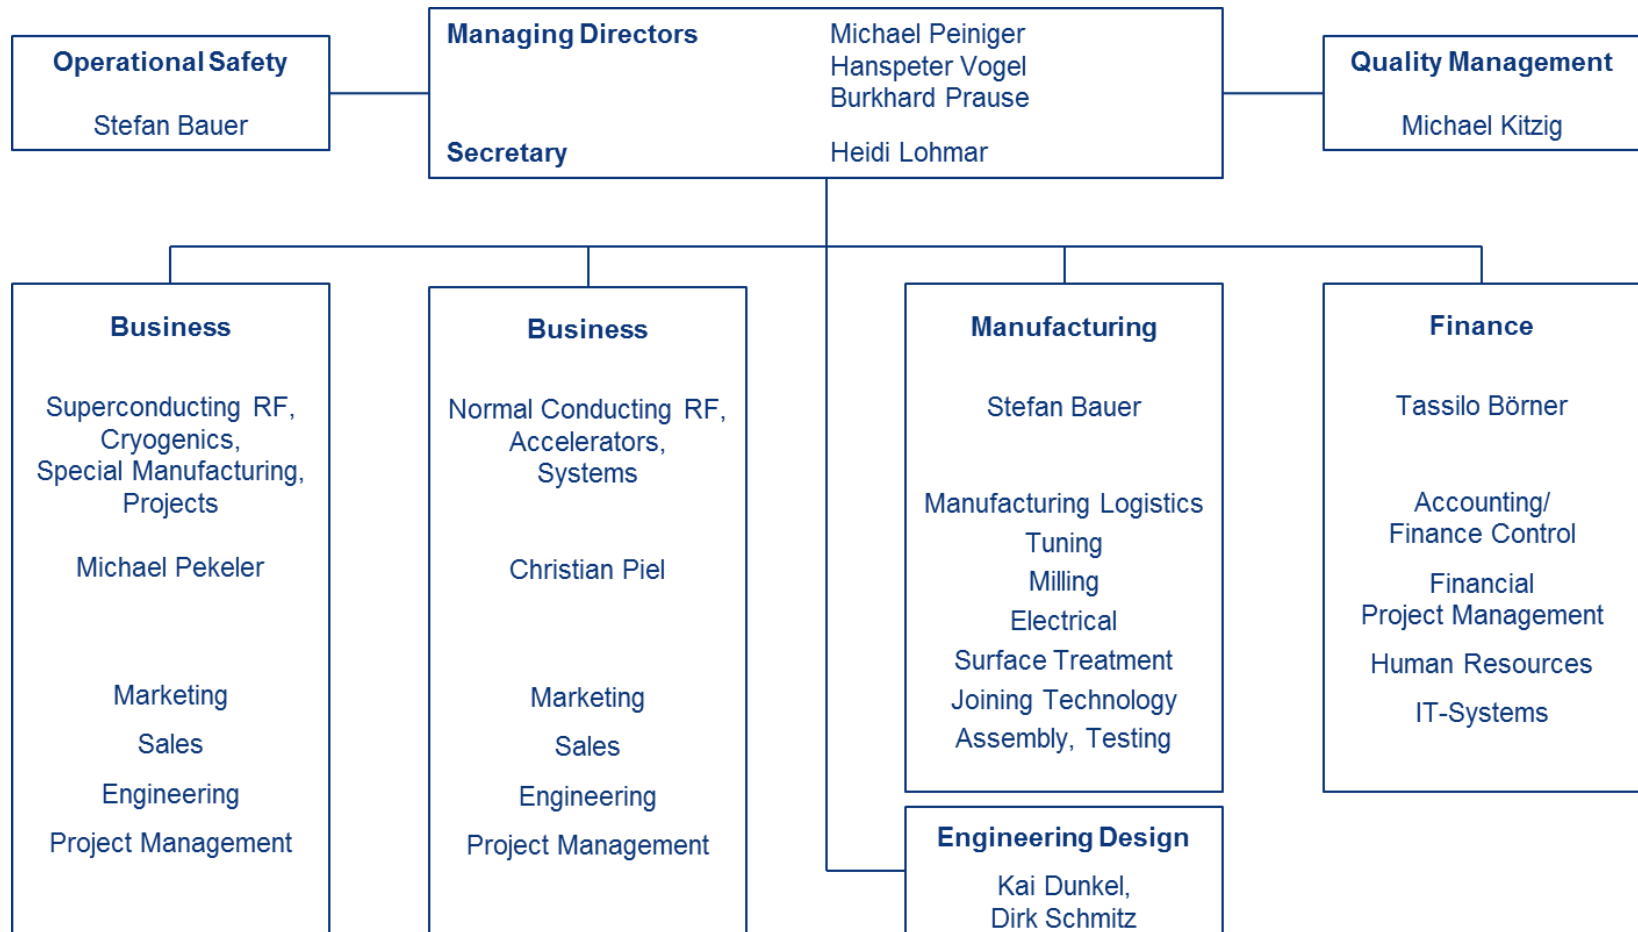 Operational Safety
Stefan Bauer
Managing Directors Michael Peiniger
Hanspeter Vogel
Burkhard Prause
Secretary Heidi Lohmar
Quality Management
Michael Kitzig
Business
Superconducting RF,
Cryogenics,
Special Manufacturing,
Projects
Michael Pekeler
Marketing
Sales
Engineering
Project Management
Business
Normal Conducting RF,
Accelerators,
Systems
Christian Piel
Marketing
Sales
Engineering
Project Management
Manufacturing
Stefan Bauer
Manufacturing Logistics
Tuning
Milling
Electrical
Surface Treatment
Joining Technology
Assembly, Testing
Engineering Design
Kai Dunkel,
Dirk Schmitz
Finance
Tassilo Börner
Accounting/
Finance Control
Financial
Project Management
Human Resources
IT-Systems